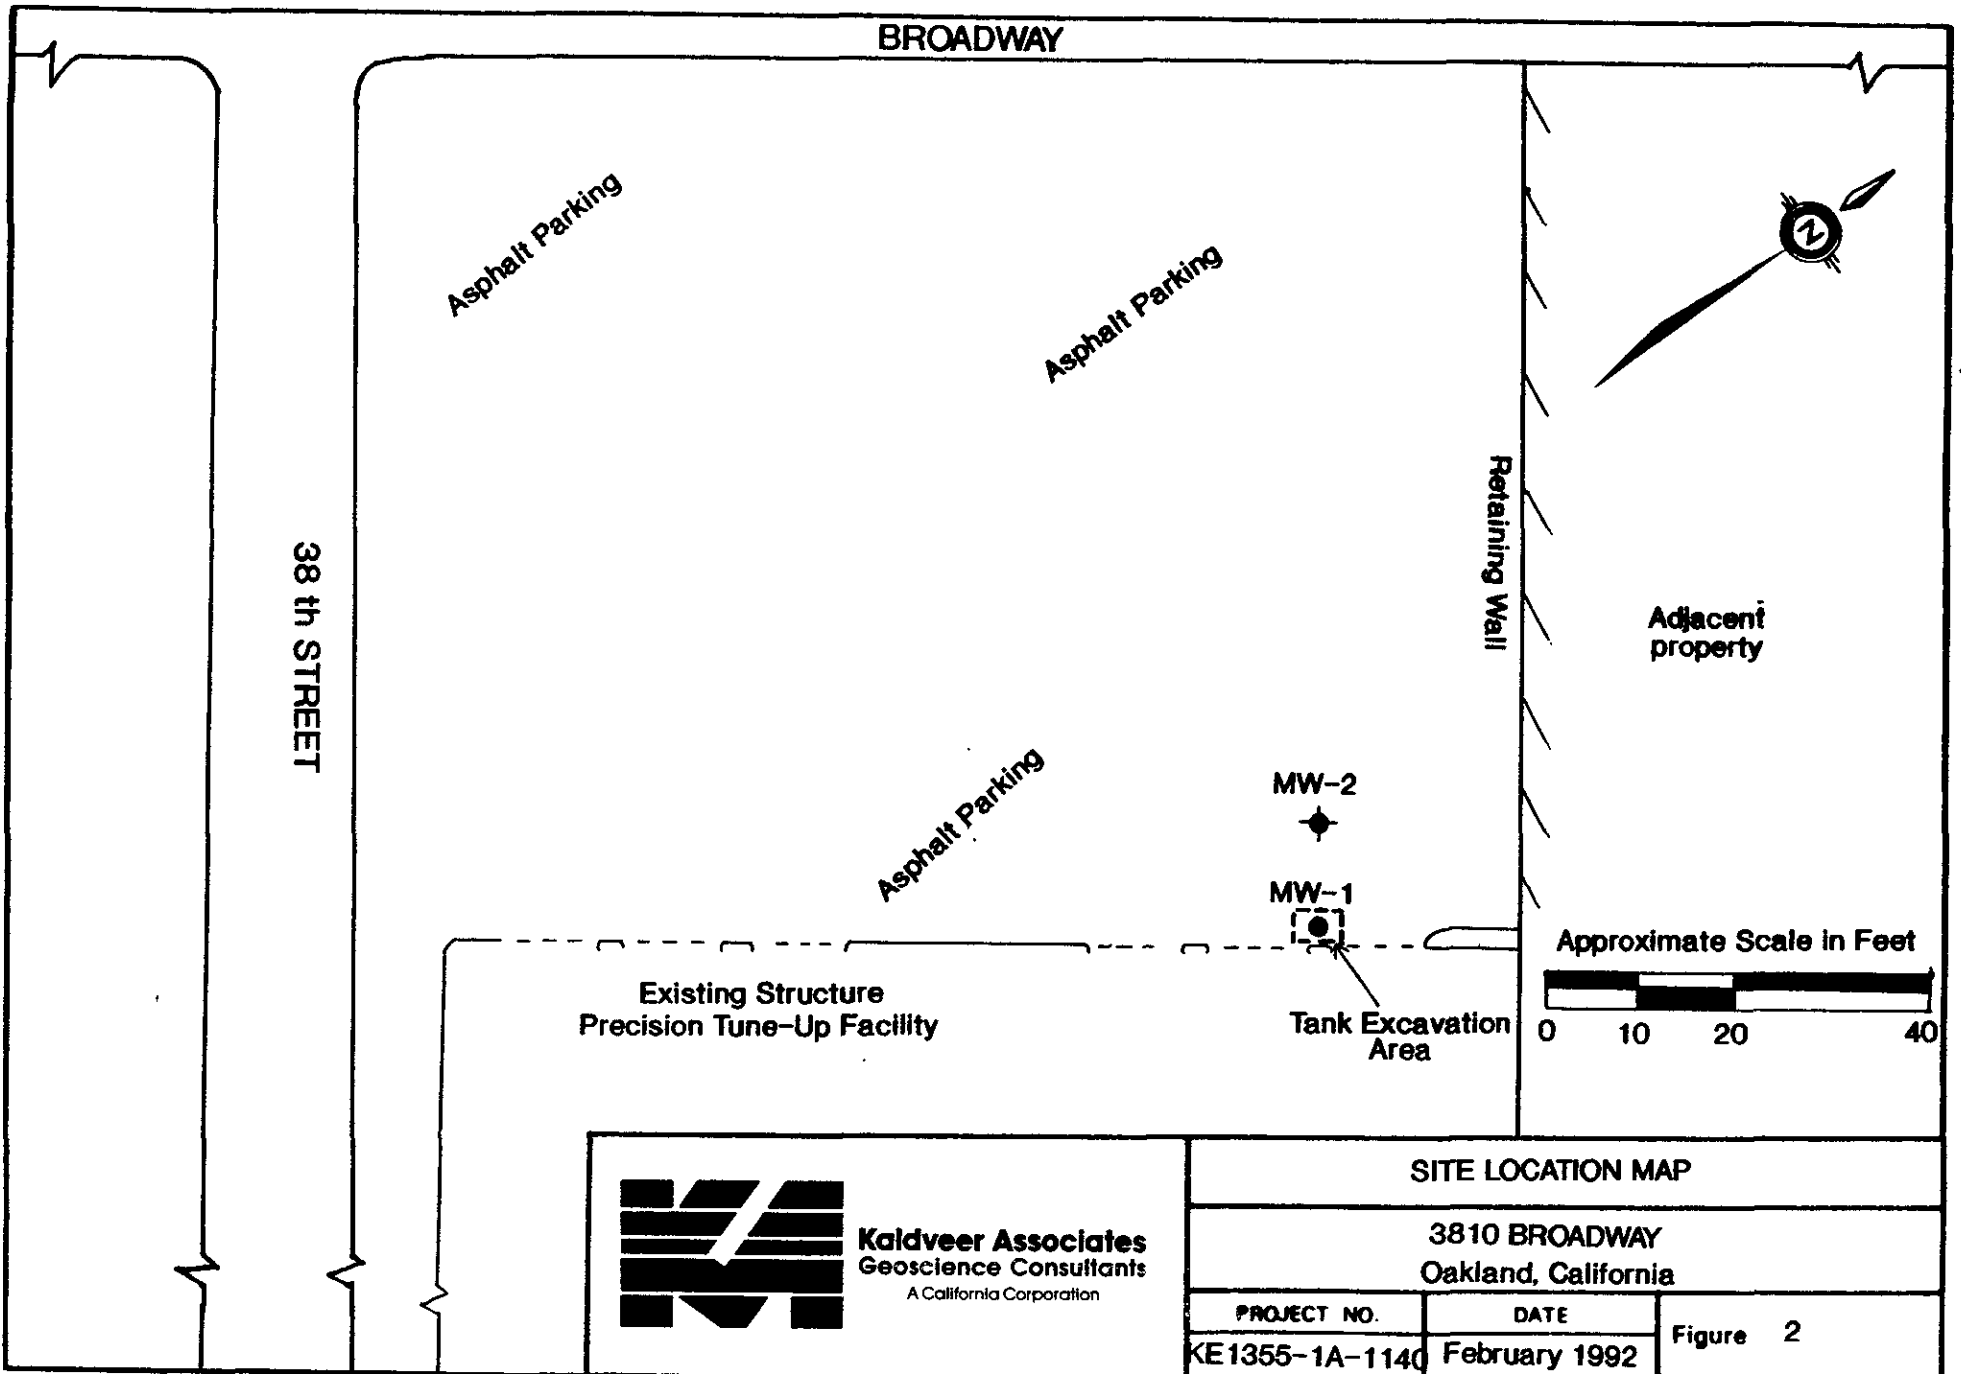 BROADWAY
Asphalt Parking
Asphalt Parking
N
Retaining Wall
38 th STREET
Adjacent
property
Asphalt Parking
MW-2
MW-1
Approximate Scale in Feet
0 10 20 40
Existing Structure
Precision Tune-Up Facility
Tank Excavation
Area
SITE LOCATION MAP
Kaldveer Associates
Geoscience Consultants
A California Corporation
3810 BROADWAY
Oakland, California
PROJECT NO.
DATE
Figure 2
KE1355-1A-1140
February 1992